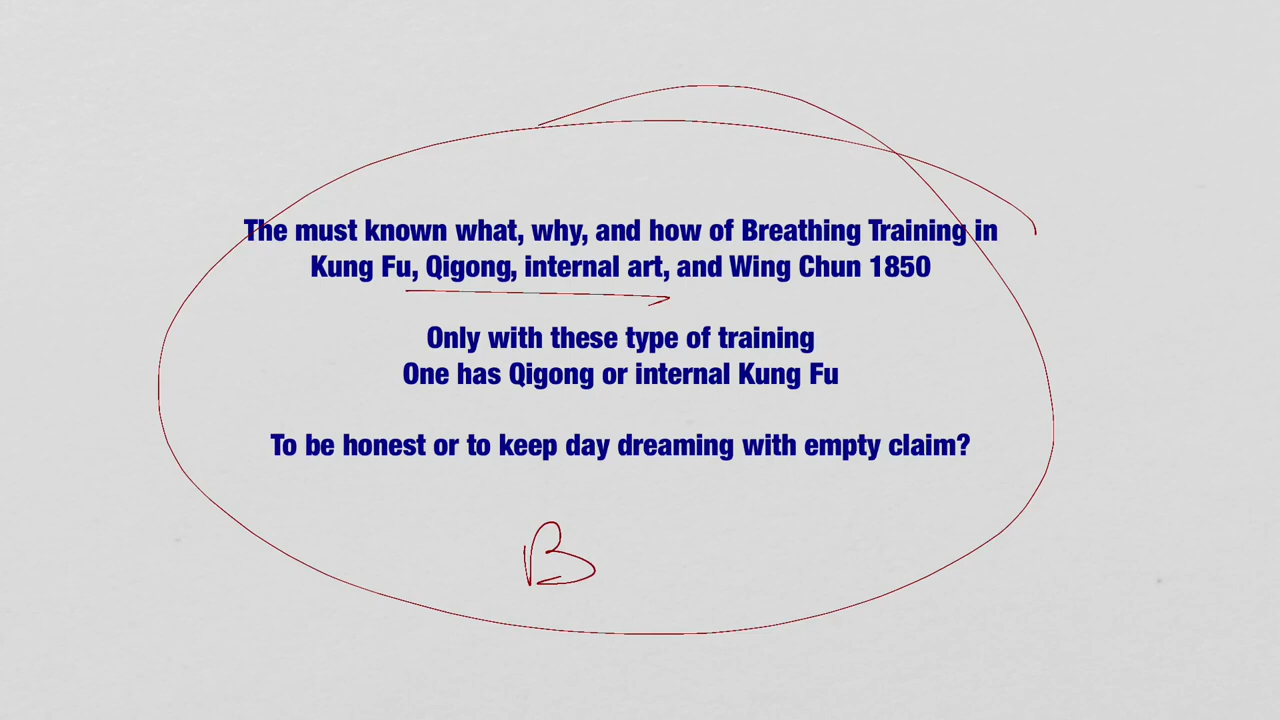 The must known what, why, and how of Breathing Training in
Kung Fu, Qigong, internal art, and Wing Chun 1850
Only with these type of training
One has Qigong or internal Kung Fu
To be honest or to keep day dreaming with empty claim?
B